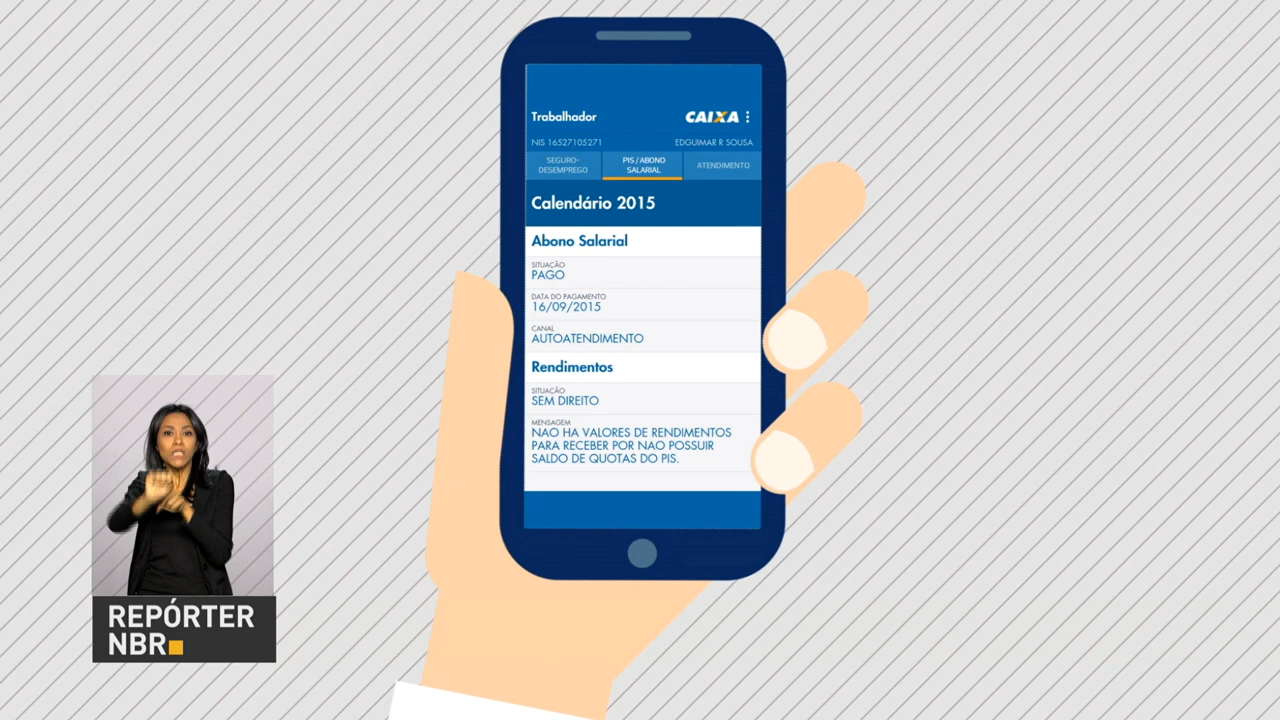 Trabalhador
CAIXA
NIS 16527105271
EDGUIMAR R SOUSA
SEGURO-
DESEMPREGO
PIS / ABONO
SALARIAL
ATENDIMENTO
Calendário 2015
Abono Salarial
SITUAÇÃO
PAGO
DATA DO PAGAMENTO
16/09/2015
CANAL
AUTOATENDIMENTO
Rendimentos
SITUAÇÃO
SEM DIREITO
MENSAGEM
NAO HA VALORES DE RENDIMENTOS
PARA RECEBER POR NAO POSSUIR
SALDO DE QUOTAS DO PIS.
REPÓRTER
NBR